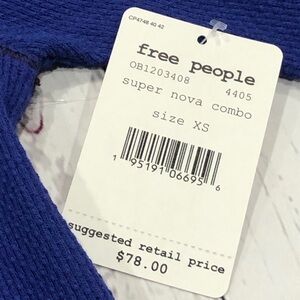 CP4748 40 42
free people
OB1203408 4405
super nova combo
size XS
1 95191 06695 6
suggested retail price
$78.00